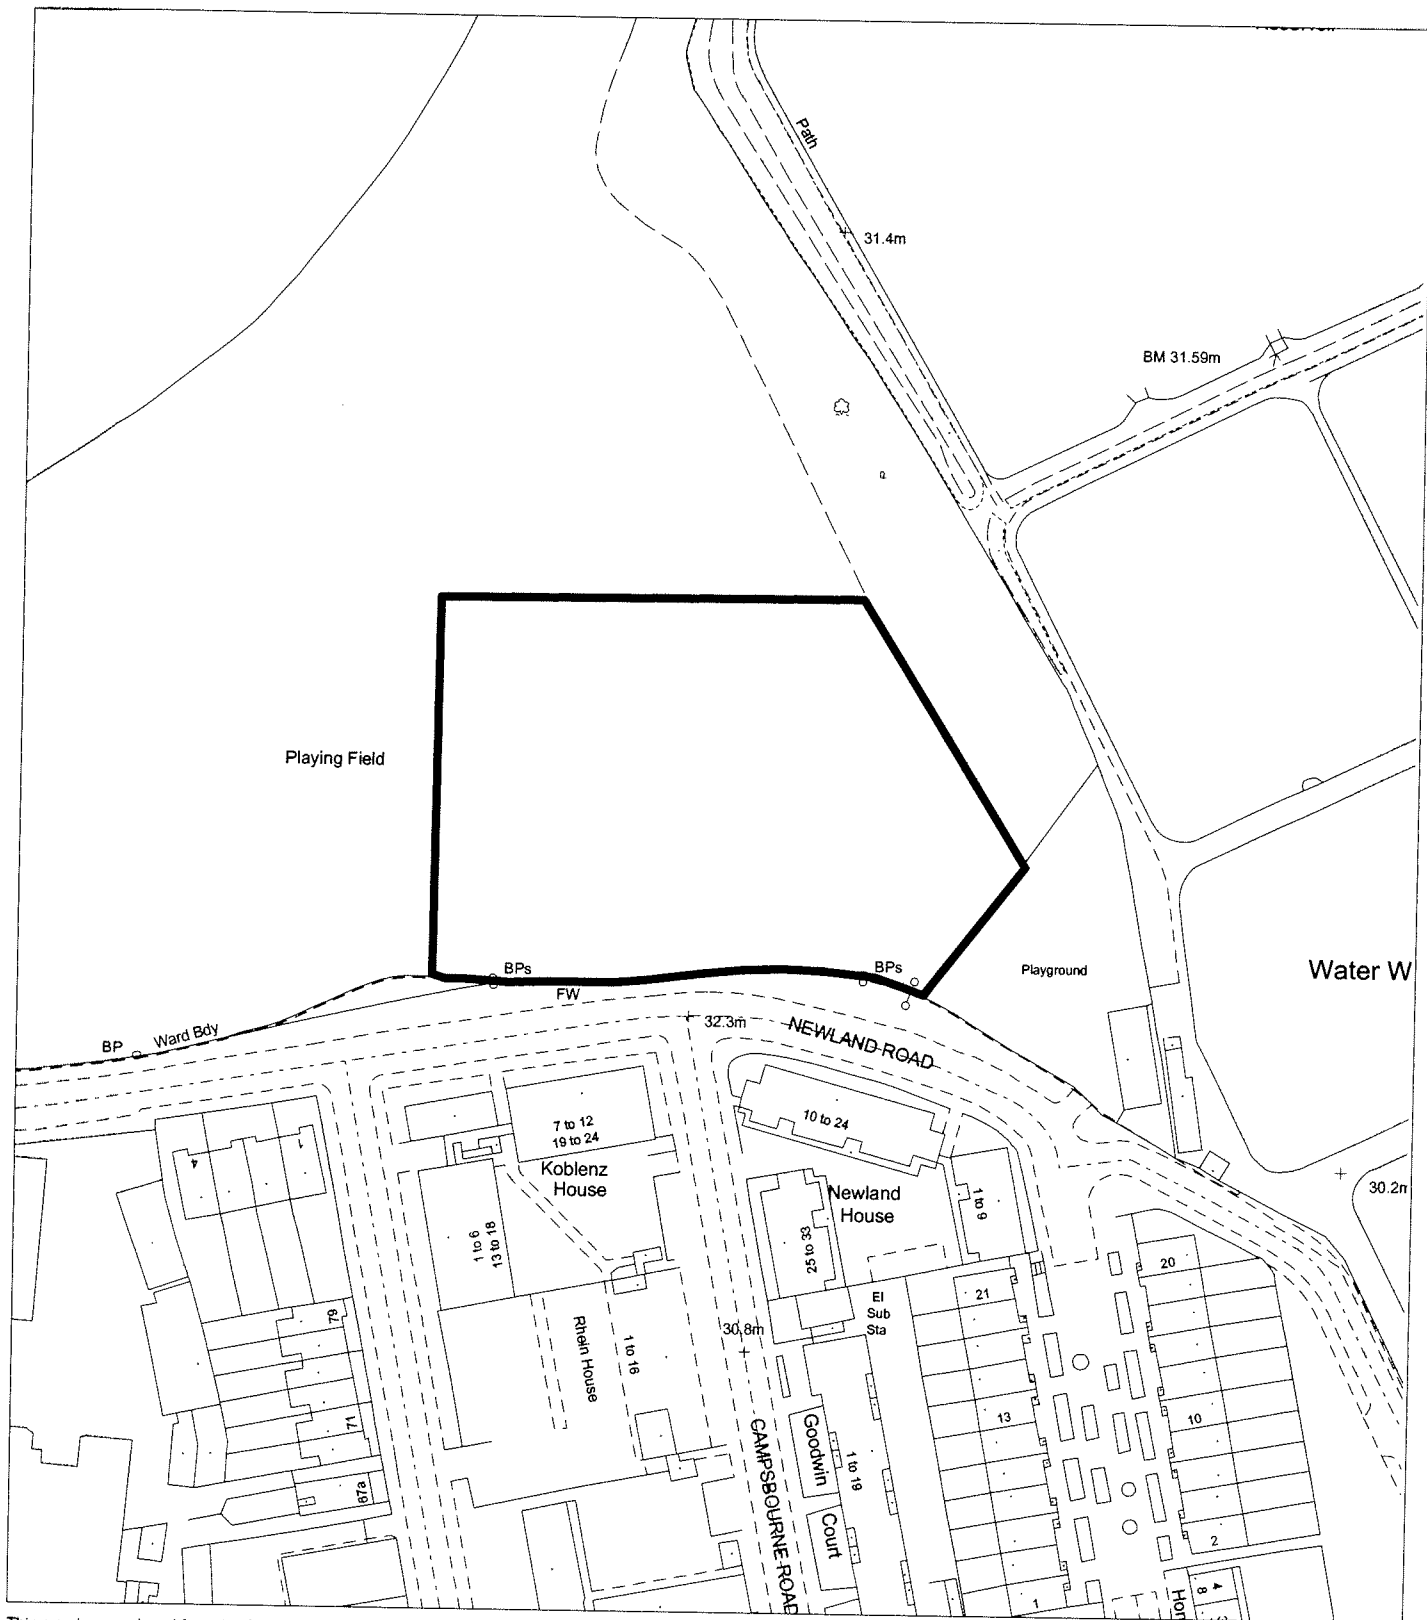 Path
31.4m
BM 31.59m
Playing Field
BPs
BPs
FW
Playground
Water W
BP
Ward Bdy
32.3m
NEWLAND ROAD
7 to 12
19 to 24
Koblenz
House
10 to 24
Newland
House
1 to 9
30.2m
1 to 6
13 to 18
25 to 33
El
Sub
Sta
20
21
79
30.8m
Rhein House
1 to 16
71
67a
CAMPSBOURNE ROAD
Goodwin
Court
1 to 19
13
10
2
1
4
8